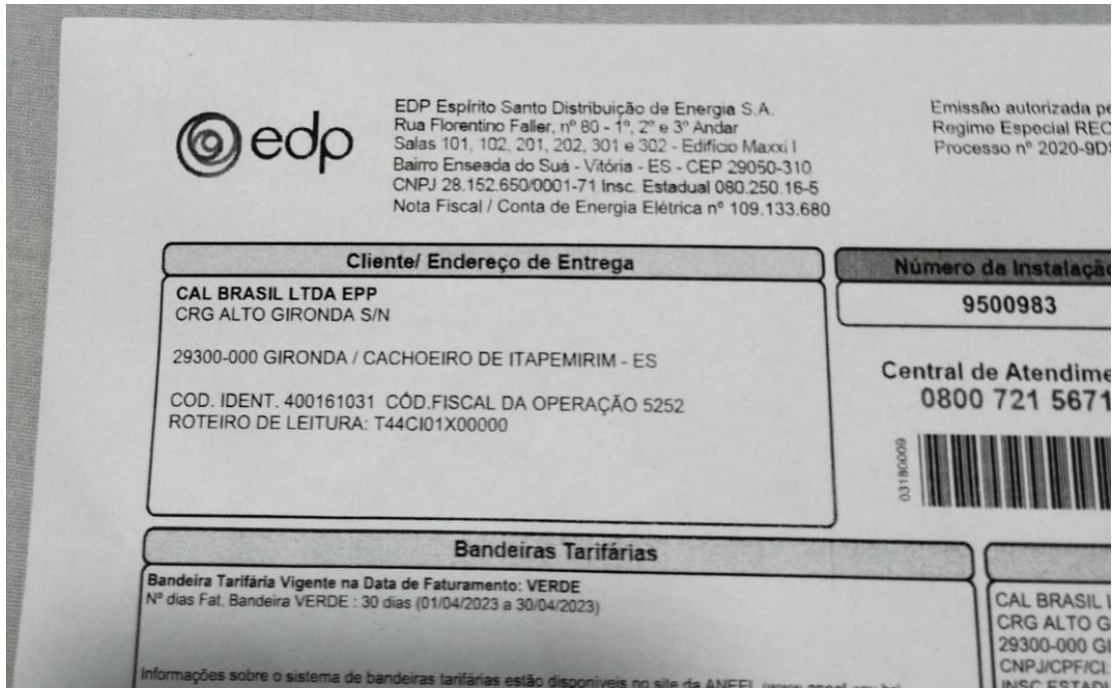 edp
EDP Espírito Santo Distribuição de Energia S.A.
Rua Florentino Faller, nº 80 - 1º, 2º e 3º Andar
Salas 101, 102, 201, 202, 301 e 302 - Edifício Maxxi I
Bairro Enseada do Suá - Vitória - ES - CEP 29050-310
CNPJ 28.152.650/0001-71 Insc. Estadual 080.250.16-5
Nota Fiscal / Conta de Energia Elétrica nº 109.133.680
Emissão autorizada
Regime Especial
Processo nº 2020-9D
Cliente/ Endereço de Entrega
CAL BRASIL LTDA EPP
CRG ALTO GIRONDA S/N
29300-000 GIRONDA / CACHOEIRO DE ITAPEMIRIM - ES
COD. IDENT. 400161031 CÓD.FISCAL DA OPERAÇÃO 5252
ROTEIRO DE LEITURA: T44CI01X00000
Número da Instalaçã
9500983
Central de Atendime
0800 721 5671
03180009
Bandeiras Tarifárias
Bandeira Tarifária Vigente na Data de Faturamento: VERDE
Nº dias Fat. Bandeira VERDE : 30 dias (01/04/2023 a 30/04/2023)
Informações sobre o sistema de bandeiras tarifárias estão disponíveis no site da ANEEL
CAL BRASIL
CRG ALTO G
29300-000 GI
CNPJ/CPF/CI.